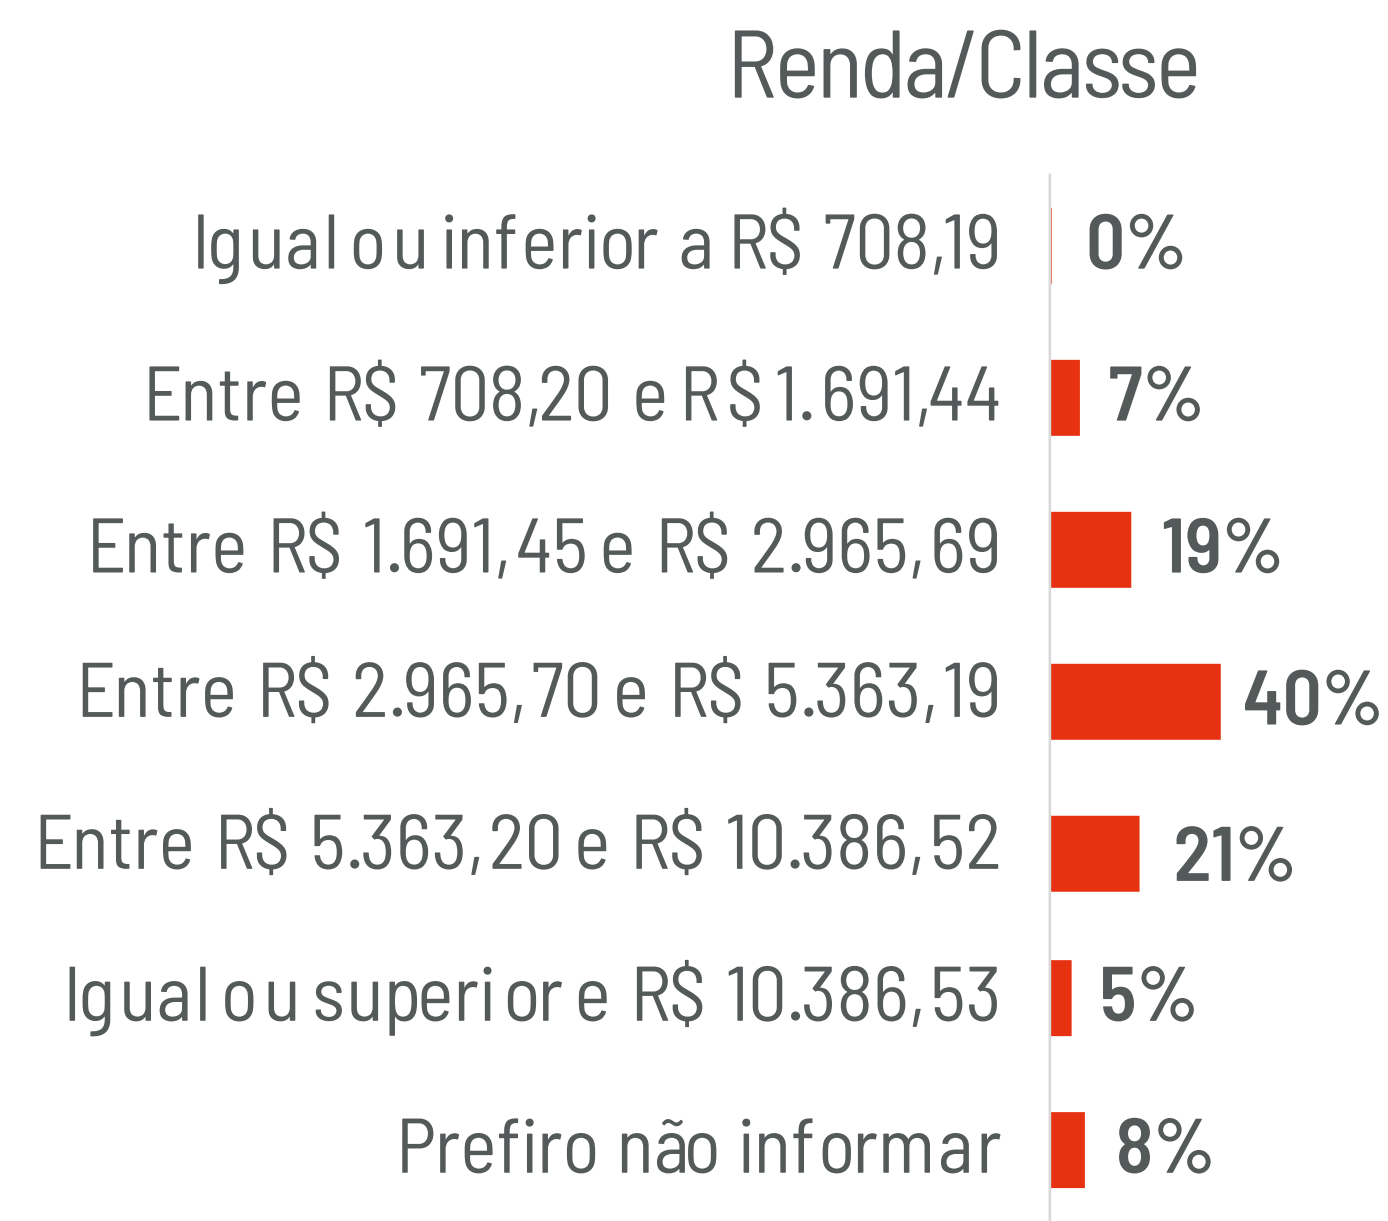 Renda/Classe
Igual ou inferior a R$ 708,19 0%
Entre R$ 708,20 e R$ 1.691,44 7%
Entre R$ 1.691,45 e R$ 2.965,69 19%
Entre R$ 2.965,70 e R$ 5.363,19 40%
Entre R$ 5.363,20 e R$ 10.386,52 21%
Igual ou superior e R$ 10.386,53 5%
Prefiro não informar 8%